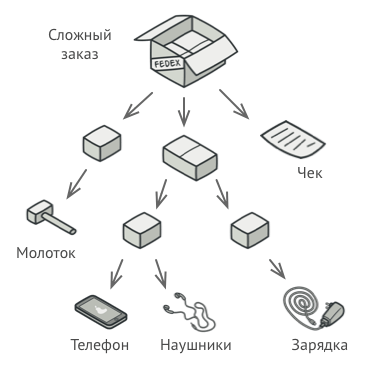 Сложный
заказ
FEDEX
Чек
Молоток
Телефон
Наушники
Зарядка